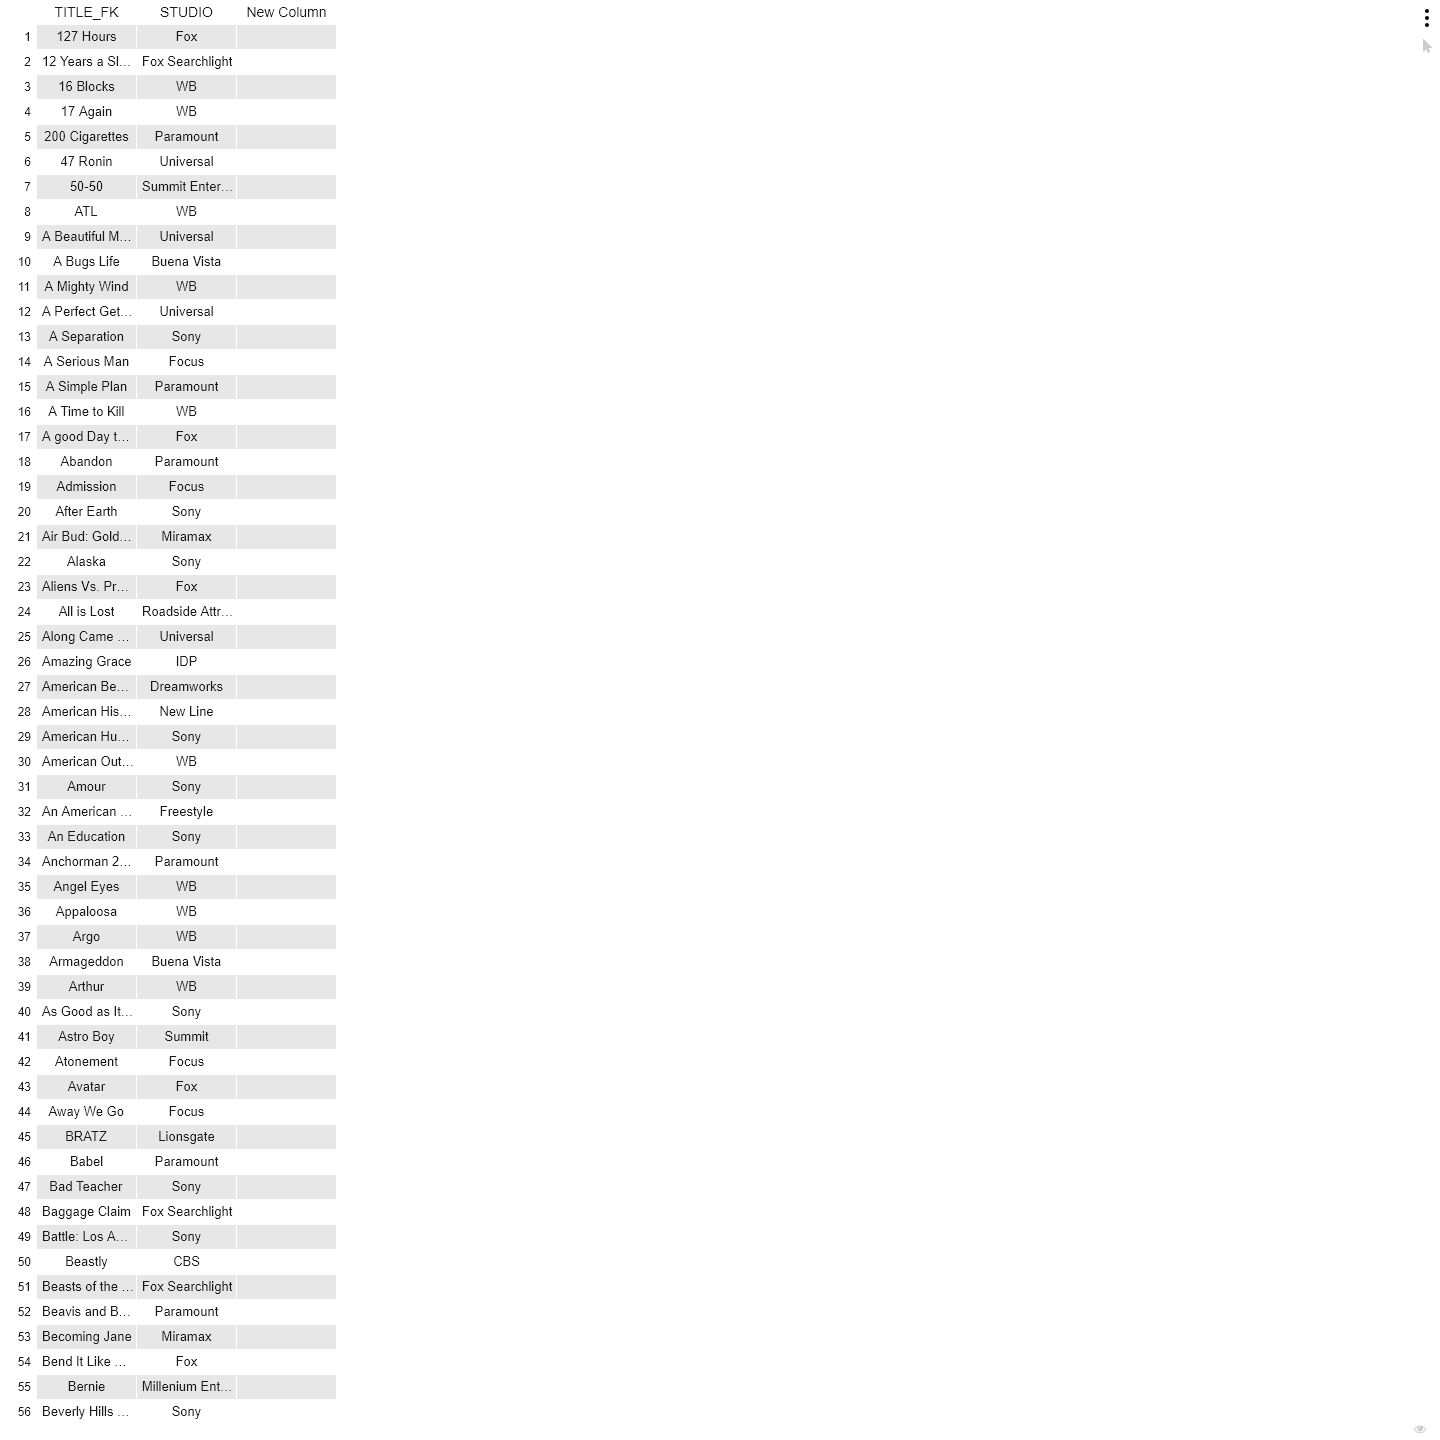 TITLE_FK STUDIO New Column
1 127 Hours Fox
2 12 Years a Sl... Fox Searchlight
3 16 Blocks WB
4 17 Again WB
5 200 Cigarettes Paramount
6 47 Ronin Universal
7 50-50 Summit Enter...
8 ATL WB
9 A Beautiful M... Universal
10 A Bugs Life Buena Vista
11 A Mighty Wind WB
12 A Perfect Get... Universal
13 A Separation Sony
14 A Serious Man Focus
15 A Simple Plan Paramount
16 A Time to Kill WB
17 A good Day t... Fox
18 Abandon Paramount
19 Admission Focus
20 After Earth Sony
21 Air Bud: Gold... Miramax
22 Alaska Sony
23 Aliens Vs. Pr... Fox
24 All is Lost Roadside Attr...
25 Along Came ... Universal
26 Amazing Grace IDP
27 American Be... Dreamworks
28 American His... New Line
29 American Hu... Sony
30 American Out... WB
31 Amour Sony
32 An American ... Freestyle
33 An Education Sony
34 Anchorman 2... Paramount
35 Angel Eyes WB
36 Appaloosa WB
37 Argo WB
38 Armageddon Buena Vista
39 Arthur WB
40 As Good as It... Sony
41 Astro Boy Summit
42 Atonement Focus
43 Avatar Fox
44 Away We Go Focus
45 BRATZ Lionsgate
46 Babel Paramount
47 Bad Teacher Sony
48 Baggage Claim Fox Searchlight
49 Battle: Los A... Sony
50 Beastly CBS
51 Beasts of the ... Fox Searchlight
52 Beavis and B... Paramount
53 Becoming Jane Miramax
54 Bend It Like ... Fox
55 Bernie Millenium Ent...
56 Beverly Hills ... Sony